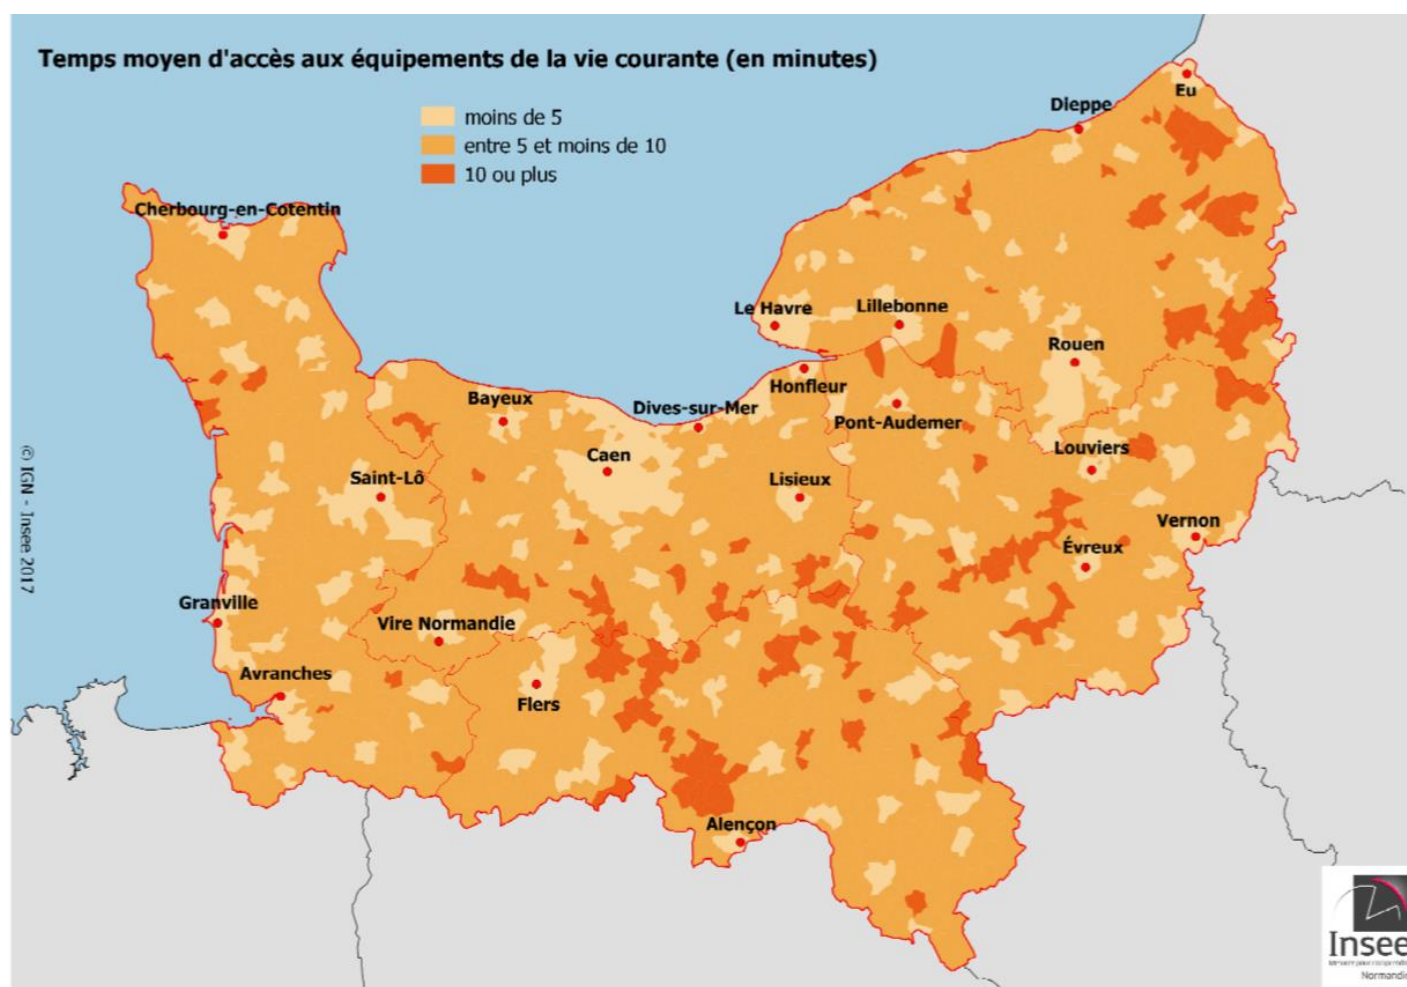 Temps moyen d'accès aux équipements de la vie courante (en minutes)
moins de 5
entre 5 et moins de 10
10 ou plus
Eu
Dieppe
Cherbourg-en-Cotentin
Le Havre
Lillebonne
Rouen
Honfleur
Bayeux
Dives-sur-Mer
Pont-Audemer
Louviers
Caen
Saint-Lô
Lisieux
Vernon
Évreux
Granville
Vire Normandie
Avranches
Flers
Alençon
© IGN - Insee 2017
Insee
Normandie